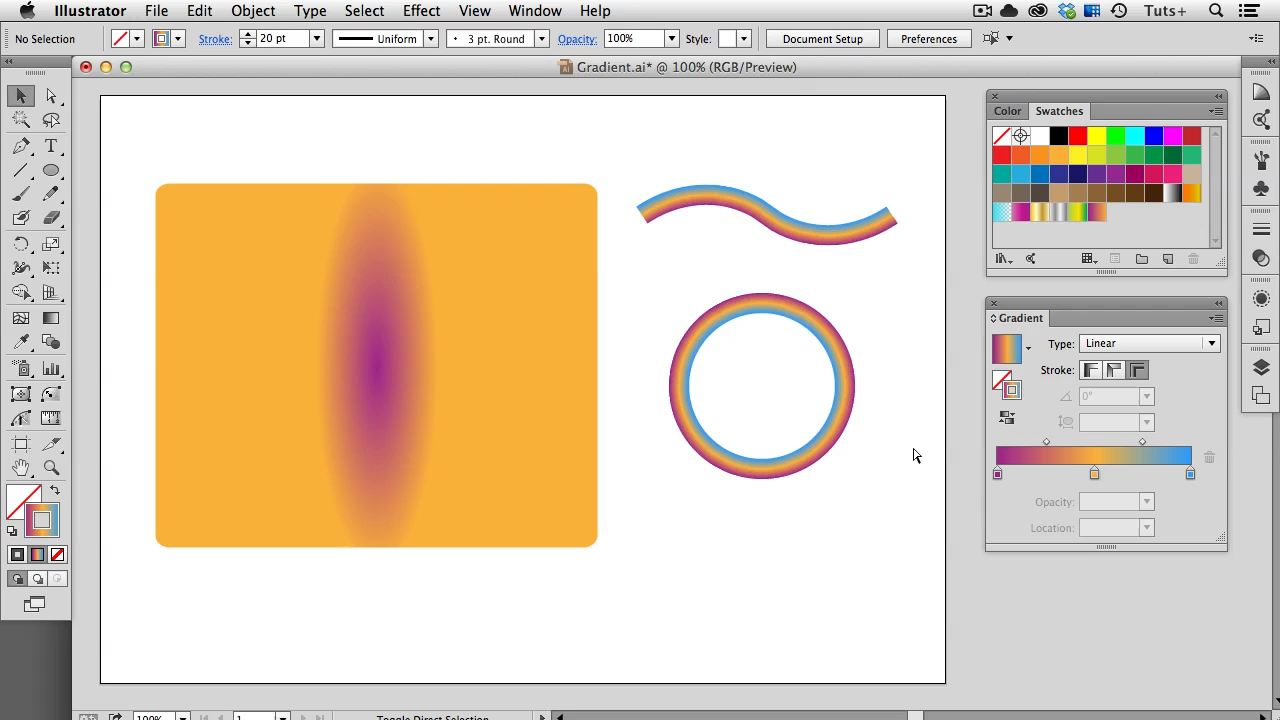 Illustrator File Edit Object Type Select Effect View Window Help Tuts+
No Selection Stroke: 20 pt Uniform 3 pt. Round Opacity: 100% Style: Document Setup Preferences
Gradient.ai* @ 100% (RGB/Preview)
Color Swatches
Gradient
Type: Linear
Stroke:
0°
Opacity:
Location:
100% 1 Toggle Direct Selection